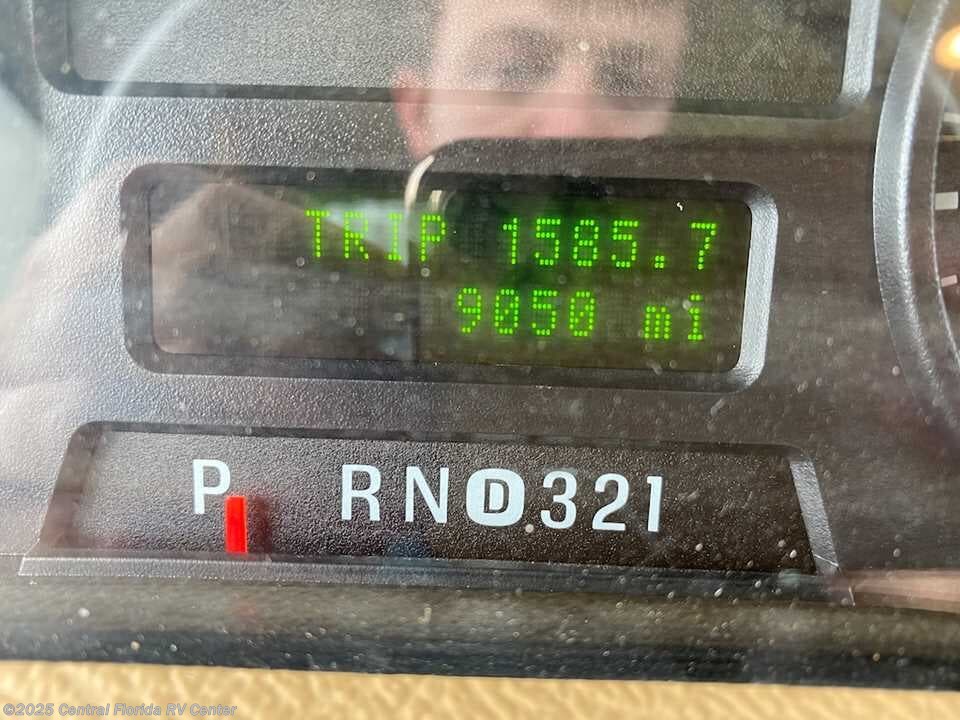 TRIP 1585.7
9050 mi
P RND321
©2025 Central Florida RV Center